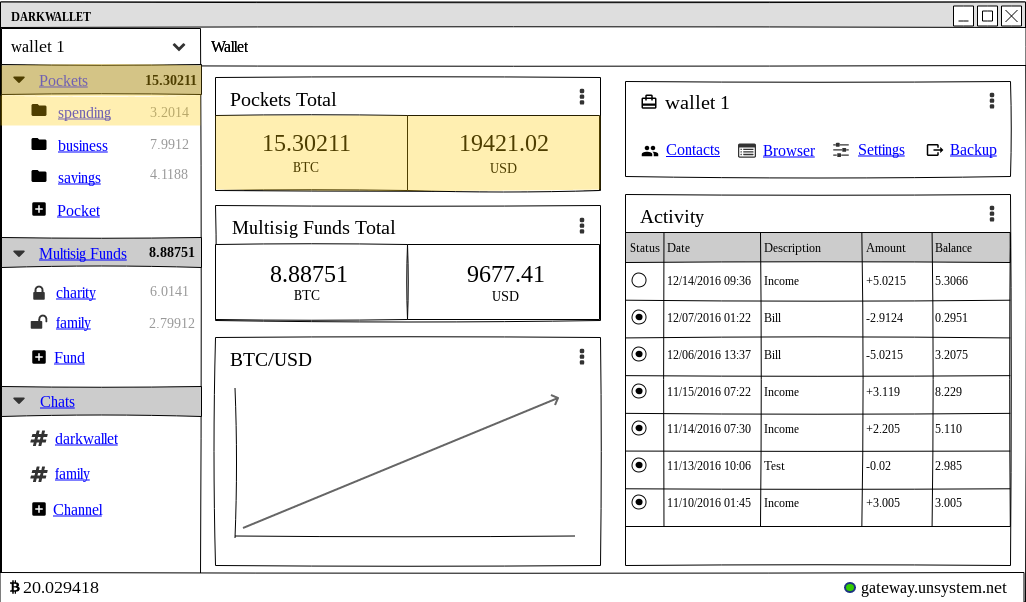 DARKWALLET
wallet 1
Wallet
Pockets 15.30211
spending 3.2014
business 7.9912
savings 4.1188
Pocket
Multisig Funds 8.88751
charity 6.0141
family 2.79912
Fund
Chats
# darkwallet
# family
Channel
Pockets Total
15.30211 19421.02
BTC USD
Multisig Funds Total
8.88751 9677.41
BTC USD
BTC/USD
wallet 1
Contacts Browser Settings Backup
Activity
Status Date Description Amount Balance
12/14/2016 09:36 Income +5.0215 5.3066
12/07/2016 01:22 Bill -2.9124 0.2951
12/06/2016 13:37 Bill -5.0215 3.2075
11/15/2016 07:22 Income +3.119 8.229
11/14/2016 07:30 Income +2.205 5.110
11/13/2016 10:06 Test -0.02 2.985
11/10/2016 01:45 Income +3.005 3.005
₿ 20.029418
gateway.unsystem.net